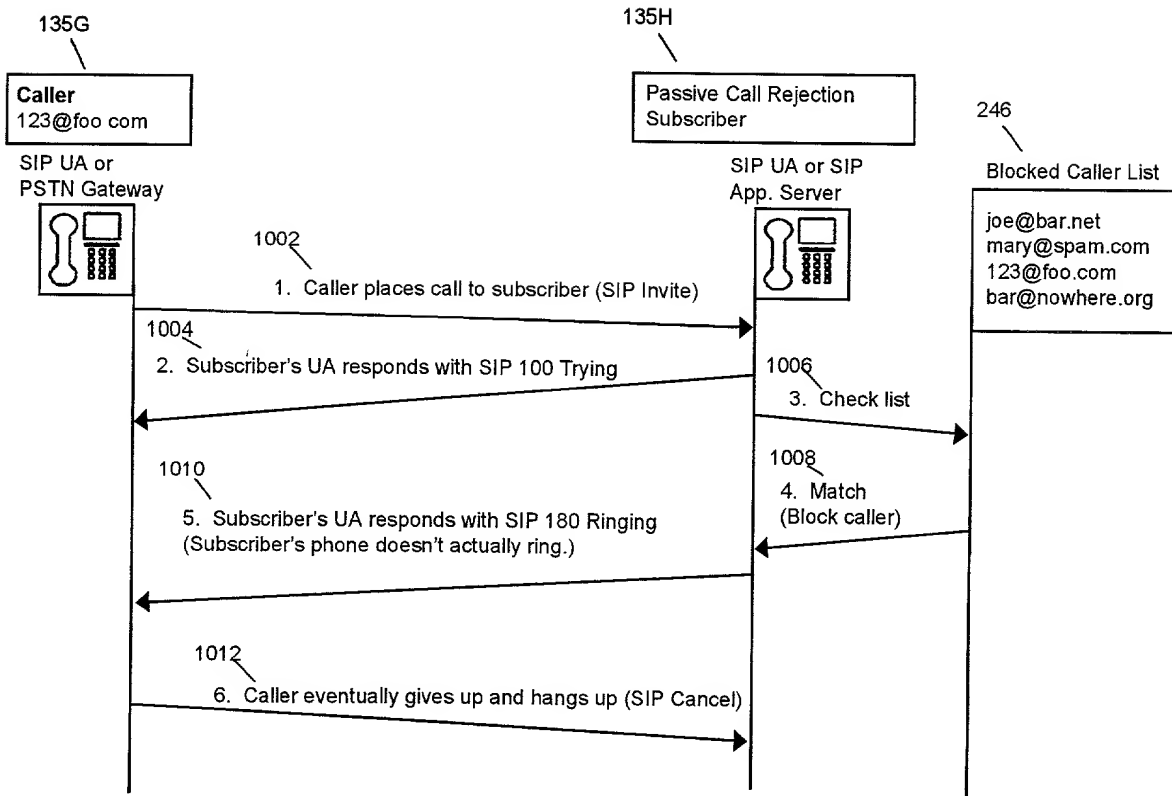 135G
135H
Caller
123@foo com
Passive Call Rejection
Subscriber
246
SIP UA or
PSTN Gateway
SIP UA or SIP
App. Server
Blocked Caller List
joe@bar.net
mary@spam.com
123@foo.com
bar@nowhere.org
1002
1. Caller places call to subscriber (SIP Invite)
1004
2. Subscriber's UA responds with SIP 100 Trying
1006
3. Check list
1008
4. Match
(Block caller)
1010
5. Subscriber's UA responds with SIP 180 Ringing
(Subscriber's phone doesn't actually ring.)
1012
6. Caller eventually gives up and hangs up (SIP Cancel)